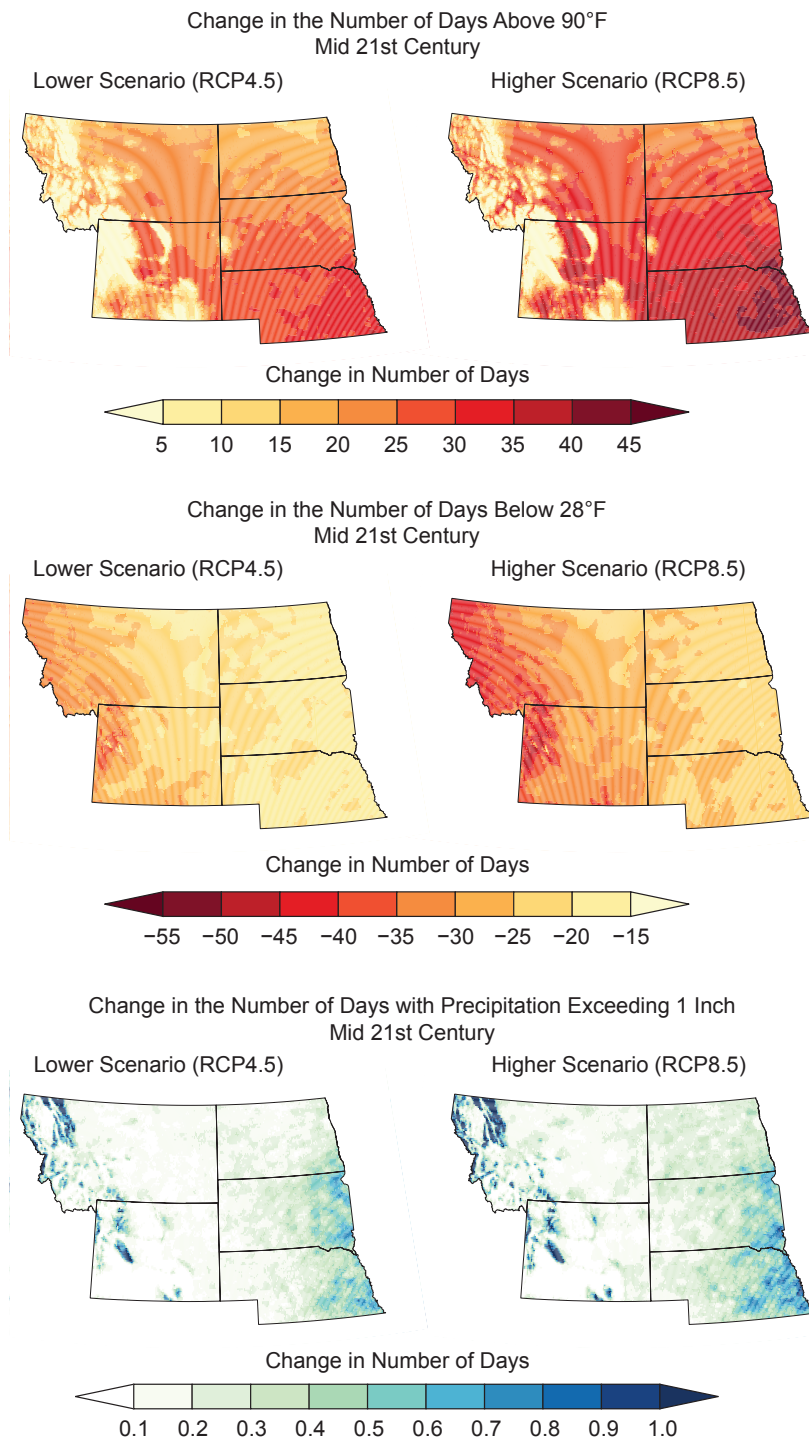 Change in the Number of Days Above 90°F
Mid 21st Century
Lower Scenario (RCP4.5)
Higher Scenario (RCP8.5)
Change in Number of Days
5 10 15 20 25 30 35 40 45
Change in the Number of Days Below 28°F
Mid 21st Century
Lower Scenario (RCP4.5)
Higher Scenario (RCP8.5)
Change in Number of Days
−55 −50 −45 −40 −35 −30 −25 −20 −15
Change in the Number of Days with Precipitation Exceeding 1 Inch
Mid 21st Century
Lower Scenario (RCP4.5)
Higher Scenario (RCP8.5)
Change in Number of Days
0.1 0.2 0.3 0.4 0.5 0.6 0.7 0.8 0.9 1.0